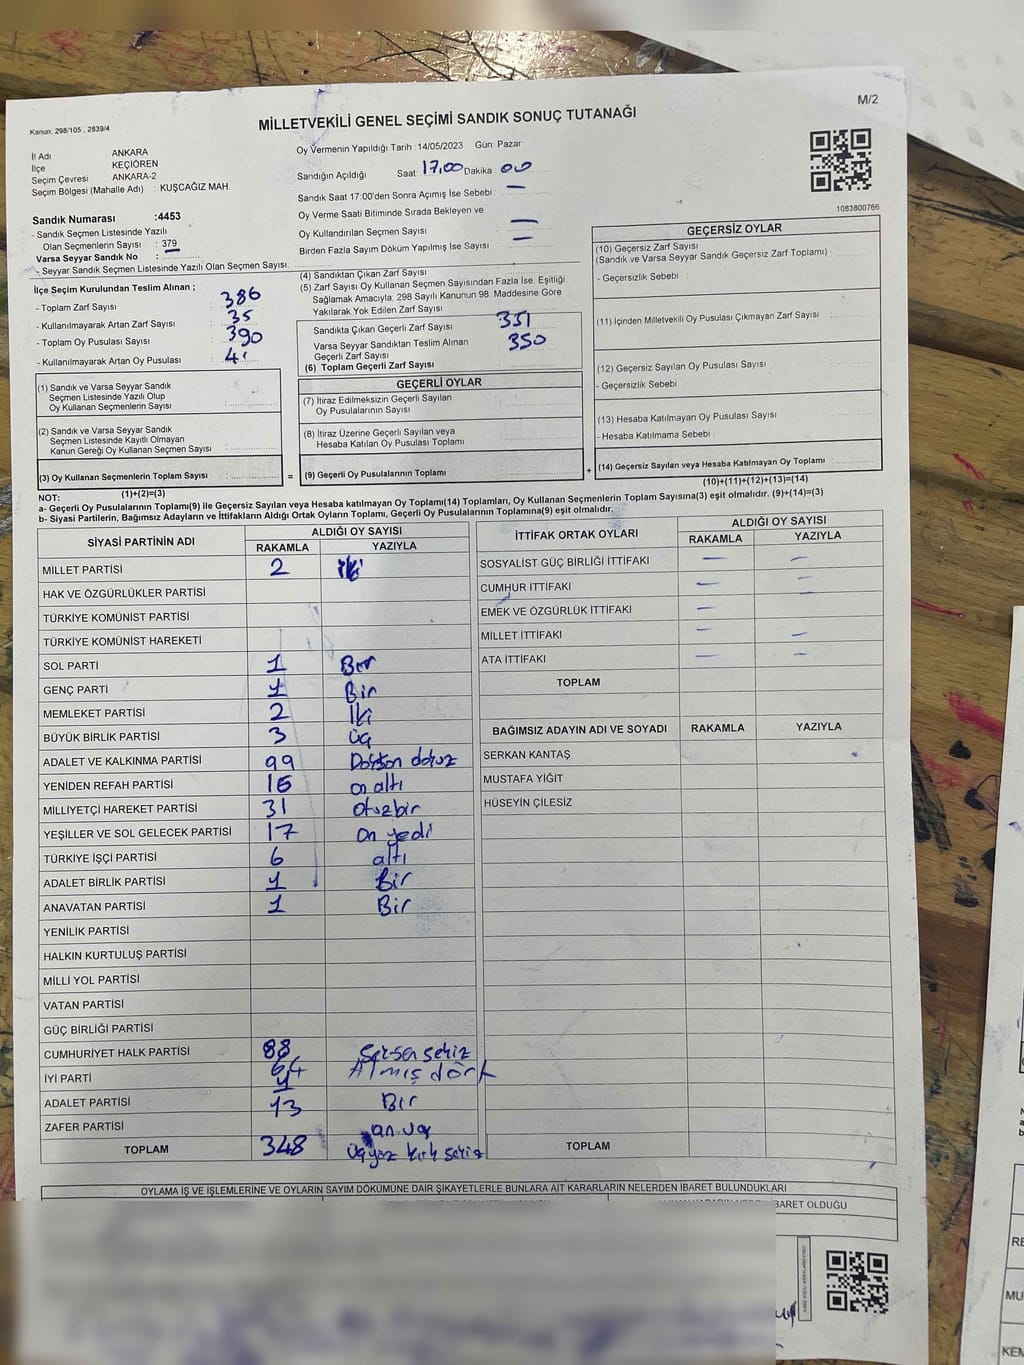 M/2
Kanun, 298/105 , 2839/4
MİLLETVEKİLİ GENEL SEÇİMİ SANDIK SONUÇ TUTANAĞI
İl Adı ANKARA
İlçe KEÇİÖREN
Seçim Çevresi ANKARA-2
Seçim Bölgesi (Mahalle Adı) : KUŞCAĞIZ MAH.
Sandık Numarası :4453
- Sandık Seçmen Listesinde Yazılı
Olan Seçmenlerin Sayısı : 379
Varsa Seyyar Sandık No :
- Seyyar Sandık Seçmen Listesinde Yazılı Olan Seçmen Sayısı:
Oy Vermenin Yapıldığı Tarih :14/05/2023 Gün: Pazar
Sandığın Açıldığı Saat: 17,00 Dakika: 00
Sandık Saat 17:00'den Sonra Açımış İse Sebebi : —
Oy Verme Saati Bitiminde Sırada Bekleyen ve
Oy Kullandırılan Seçmen Sayısı —
Birden Fazla Sayım Döküm Yapılmış İse Sayısı : —
1083800766
İlçe Seçim Kurulundan Teslim Alınan ;
- Toplam Zarf Sayısı : 386
- Kullanılmayarak Artan Zarf Sayısı : 35
- Toplam Oy Pusulası Sayısı : 390
- Kullanılmayarak Artan Oy Pusulası :
(4) Sandıktan Çıkan Zarf Sayısı
(5) Zarf Sayısı Oy Kullanan Seçmen Sayısından Fazla İse, Eşitliği
Sağlamak Amacıyla, 298 Sayılı Kanunun 98. Maddesine Göre
Yakılarak Yok Edilen Zarf Sayısı
Sandıkta Çıkan Geçerli Zarf Sayısı 351
Varsa Seyyar Sandıktan Teslim Alınan
Geçerli Zarf Sayısı 350
(6) Toplam Geçerli Zarf Sayısı
GEÇERSİZ OYLAR
(10) Geçersiz Zarf Sayısı
(Sandık ve Varsa Seyyar Sandık Geçersiz Zarf Toplamı) :
- Geçersizlik Sebebi :
(11) İçinden Milletvekili Oy Pusulası Çıkmayan Zarf Sayısı :
(12) Geçersiz Sayılan Oy Pusulası Sayısı :
- Geçersizlik Sebebi :
(13) Hesaba Katılmayan Oy Pusulası Sayısı :
- Hesaba Katılmama Sebebi :
(14) Geçersiz Sayılan veya Hesaba Katılmayan Oy Toplamı :
(10)+(11)+(12)+(13)=(14)
(1) Sandık ve Varsa Seyyar Sandık
Seçmen Listesinde Yazılı Olup
Oy Kullanan Seçmenlerin Sayısı :
(2) Sandık ve Varsa Seyyar Sandık
Seçmen Listesinde Kayıtlı Olmayan
Kanun Gereği Oy Kullanan Seçmen Sayısı :
(3) Oy Kullanan Seçmenlerin Toplam Sayısı :
(1)+(2)=(3)
=
GEÇERLİ OYLAR
(7) İtiraz Edilmeksizin Geçerli Sayılan
Oy Pusulalarının Sayısı :
(8) İtiraz Üzerine Geçerli Sayılan veya
Hesaba Katılan Oy Pusulası Toplamı :
(9) Geçerli Oy Pusulalarının Toplamı :
+
NOT:
a- Geçerli Oy Pusulalarının Toplamı(9) ile Geçersiz Sayılan veya Hesaba katılmayan Oy Toplamı(14) Toplamları, Oy Kullanan Seçmenlerin Toplam Sayısına(3) eşit olmalıdır. (9)+(14)=(3)
b- Siyasi Partilerin, Bağımsız Adayların ve İttifakların Aldığı Ortak Oyların Toplamı, Geçerli Oy Pusulalarının Toplamına(9) eşit olmalıdır.
SİYASİ PARTİNİN ADI ALDIĞI OY SAYISI
RAKAMLA YAZIYLA
MİLLET PARTİSİ 2 iki
HAK VE ÖZGÜRLÜKLER PARTİSİ
TÜRKİYE KOMÜNİST PARTİSİ
TÜRKİYE KOMÜNİST HAREKETİ
SOL PARTİ 1 Bir
GENÇ PARTİ 1 Bir
MEMLEKET PARTİSİ 2 İki
BÜYÜK BİRLİK PARTİSİ 3 üç
ADALET VE KALKINMA PARTİSİ 99 Doksan dokuz
YENİDEN REFAH PARTİSİ 16 on altı
MİLLİYETÇİ HAREKET PARTİSİ 31 otuzbir
YEŞİLLER VE SOL GELECEK PARTİSİ 17 on yedi
TÜRKİYE İŞÇİ PARTİSİ 6 altı
ADALET BİRLİK PARTİSİ 1 Bir
ANAVATAN PARTİSİ 1 Bir
YENİLİK PARTİSİ
HALKIN KURTULUŞ PARTİSİ
MİLLİ YOL PARTİSİ
VATAN PARTİSİ
GÜÇ BİRLİĞİ PARTİSİ
CUMHURİYET HALK PARTİSİ 88 Seksen sekiz
İYİ PARTİ 64 Atmış dört
ADALET PARTİSİ 1 Bir
ZAFER PARTİSİ 13 on üç
TOPLAM 348 üçyüz kırk sekiz
İTTİFAK ORTAK OYLARI ALDIĞI OY SAYISI
RAKAMLA YAZIYLA
SOSYALİST GÜÇ BİRLİĞİ İTTİFAKI — —
CUMHUR İTTİFAKI — —
EMEK VE ÖZGÜRLÜK İTTİFAKI —
MİLLET İTTİFAKI — —
ATA İTTİFAKI — —
TOPLAM
BAĞIMSIZ ADAYIN ADI VE SOYADI RAKAMLA YAZIYLA
SERKAN KANTAŞ
MUSTAFA YİĞİT
HÜSEYİN ÇİLESİZ
TOPLAM
OYLAMA İŞ VE İŞLEMLERİNE VE OYLARIN SAYIM DÖKÜMÜNE DAİR ŞİKAYETLERLE BUNLARA AİT KARARLARIN NELERDEN İBARET BULUNDUKLARI
BARET OLDUĞU
RE
MU
KEM